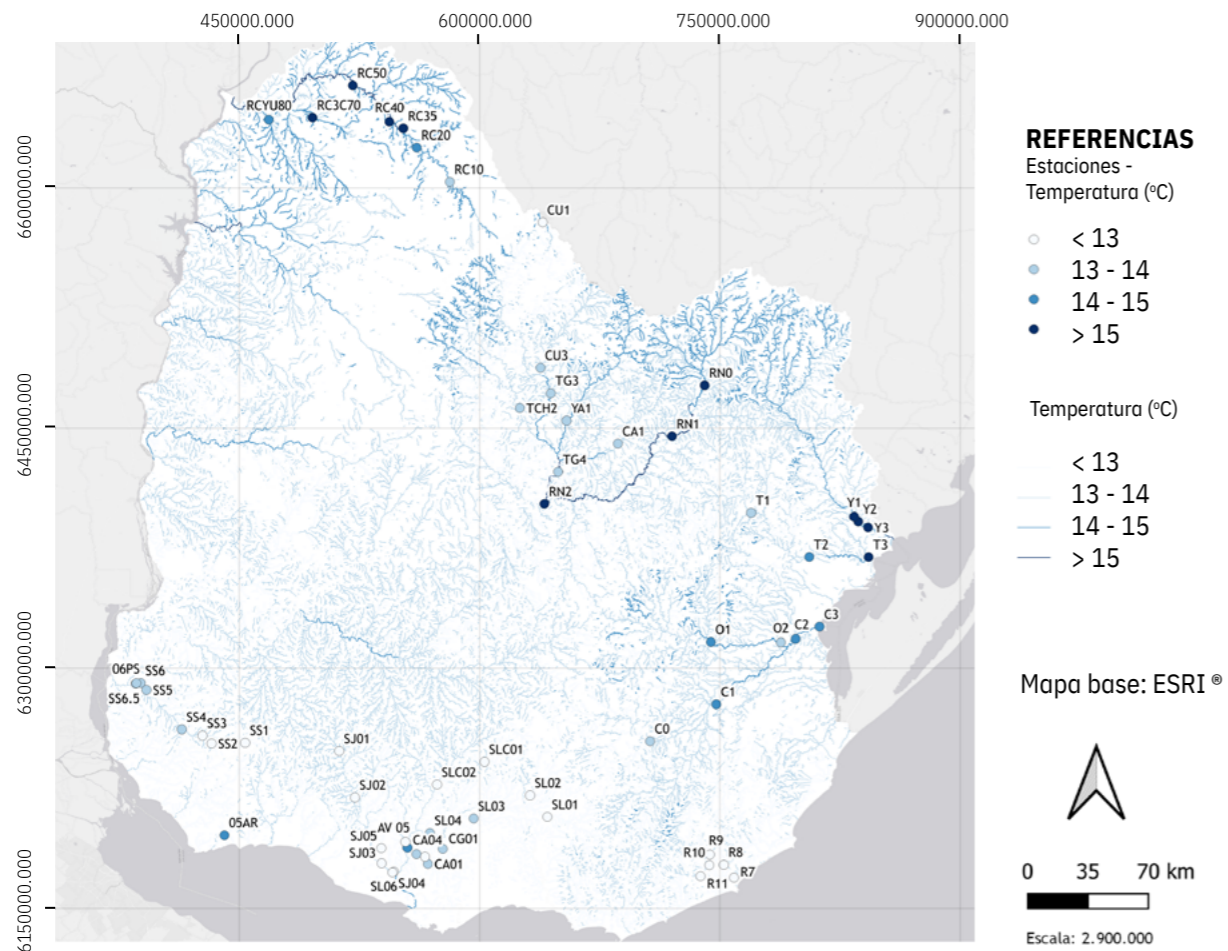 450000.000 600000.000 750000.000 900000.000
6600000.000
6450000.000
6300000.000
6150000.000
RC50
RCYU80
RC3C70
RC40
RC35
RC20
RC10
CU1
CU3
TG3
TCH2
YA1
CA1
TG4
RN0
RN1
RN2
T1
Y1
Y2
Y3
T2
T3
O1
O2
C2
C3
C1
C0
06PS
SS6
SS6.5
SS5
SS4
SS3
SS2
SS1
SJ01
SLC01
SJ02
SLC02
SL02
SL01
SL03
05AR
AV 05
SL04
SJ05
CA04
CG01
SJ03
CA01
SL06
SJ04
R9
R10
R8
R7
R11
REFERENCIAS
Estaciones -
Temperatura (ºC)
< 13
13 - 14
14 - 15
> 15
Temperatura (ºC)
< 13
13 - 14
14 - 15
> 15
Mapa base: ESRI ®
0 35 70 km
Escala: 2.900.000